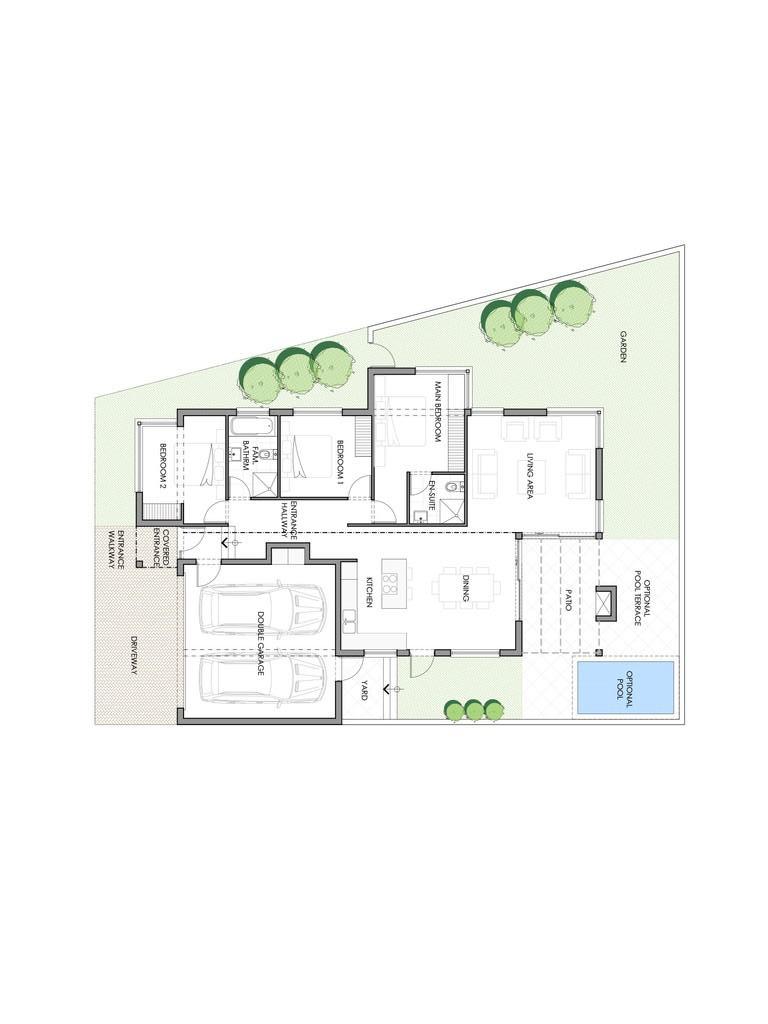 GARDEN
MAIN BEDROOM
BEDROOM 1
FAM.
BATHRM
BEDROOM 2
LIVING AREA
EN-SUITE
ENTRANCE
HALLWAY
COVERED
ENTRANCE
ENTRANCE
WALKWAY
KITCHEN
DINING
PATIO
OPTIONAL
POOL TERRACE
DOUBLE GARAGE
DRIVEWAY
YARD
OPTIONAL
POOL